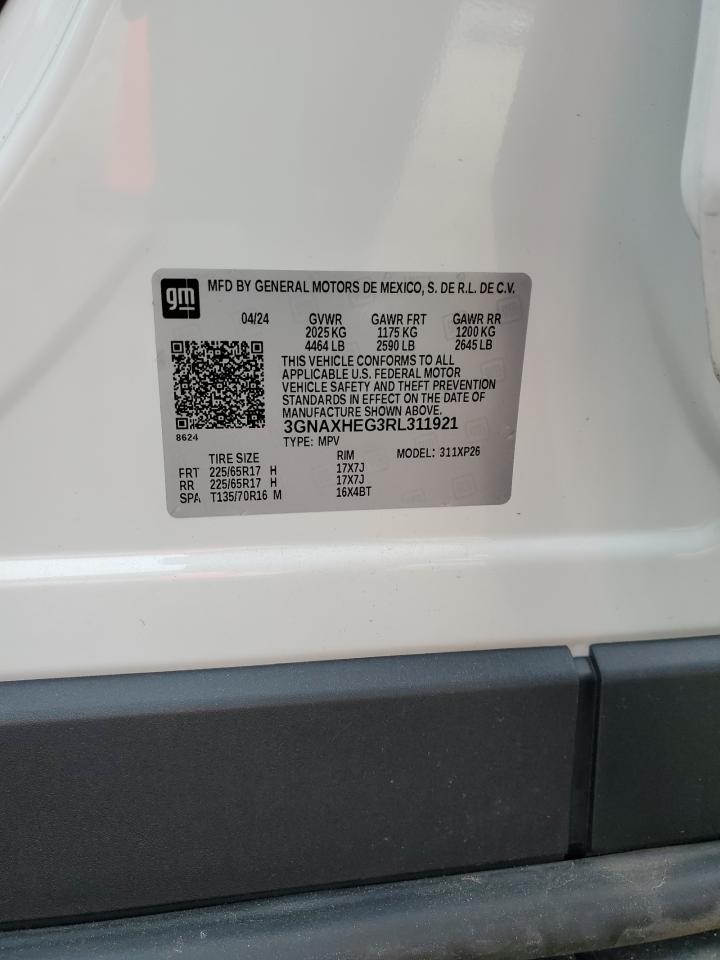 gm
MFD BY GENERAL MOTORS DE MEXICO, S. DE R.L. DE C.V.
04/24 GVWR GAWR FRT GAWR RR
2025 KG 1175 KG 1200 KG
4464 LB 2590 LB 2645 LB
THIS VEHICLE CONFORMS TO ALL
APPLICABLE U.S. FEDERAL MOTOR
VEHICLE SAFETY AND THEFT PREVENTION
STANDARDS IN EFFECT ON THE DATE OF
MANUFACTURE SHOWN ABOVE.
3GNAXHEG3RL311921
8624
TYPE: MPV MODEL: 311XP26
TIRE SIZE RIM
FRT 225/65R17 H 17X7J
RR 225/65R17 H 17X7J
SPA T135/70R16 M 16X4BT